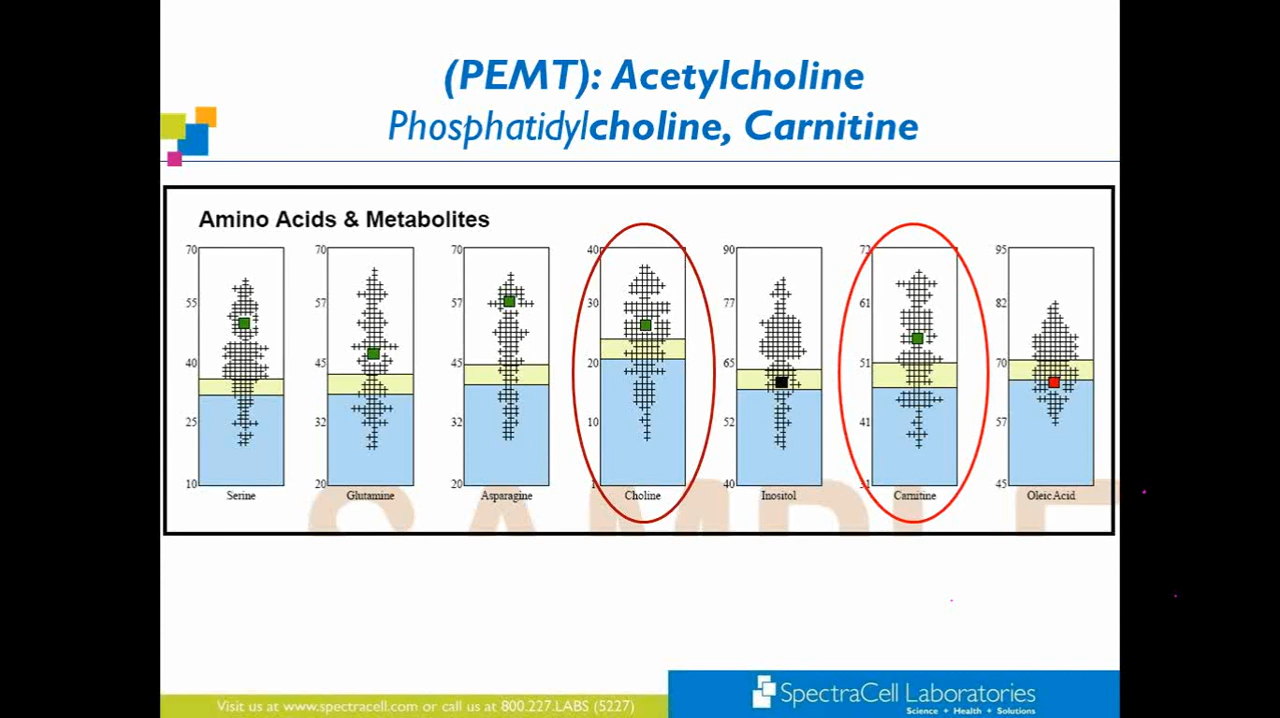 (PEMT): Acetylcholine
Phosphatidylcholine, Carnitine
Amino Acids & Metabolites
70 70 70 40 90 72 95
55 57 57 30 77 61 82
40 45 45 20 65 51 70
25 32 32 10 52 41 57
10 20 20 1 40 31 45
Serine Glutamine Asparagine Choline Inositol Carnitine Oleic Acid
SAMPLE
Visit us at www.spectracell.com or call us at 800.227.LABS (5227)
SpectraCell Laboratories
Science + Health + Solutions